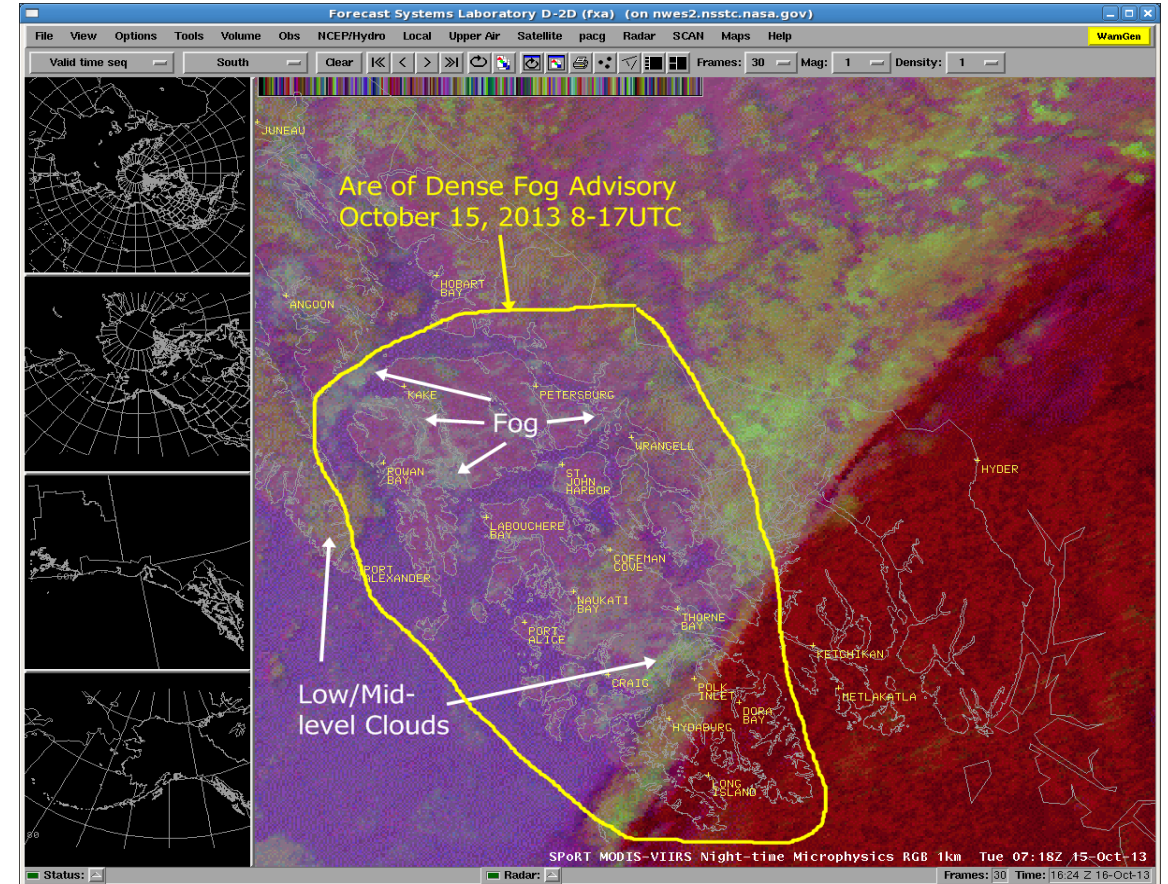 Forecast Systems Laboratory D-2D (fxa) (on nwes2.nsstc.nasa.gov)
File View Options Tools Volume Obs NCEP/Hydro Local Upper Air Satellite pacg Radar SCAN Maps Help WarnGen
Valid time seq South Clear Frames: 30 Mag: 1 Density: 1
JUNEAU
Are of Dense Fog Advisory
October 15, 2013 8-17UTC
HOBART
BAY
ANGOON
KAKE
PETERSBURG
Fog
WRANGELL
HYDER
ROWAN
BAY
ST.
JOHN
HARBOR
LABOUCHERE
BAY
COFFMAN
COVE
PORT
ALEXANDER
NAUKATI
BAY
THORNE
BAY
PORT
ALICE
KETCHIKAN
CRAIG
POLK
INLET
METLAKATLA
Low/Mid-
level Clouds
DORA
BAY
HYDABURG
LONG
ISLAND
SPoRT MODIS-VIIRS Night-time Microphysics RGB 1km Tue 07:18Z 15-Oct-13
Status: Radar: Frames: 30 Time: 16:24 Z 16-Oct-13